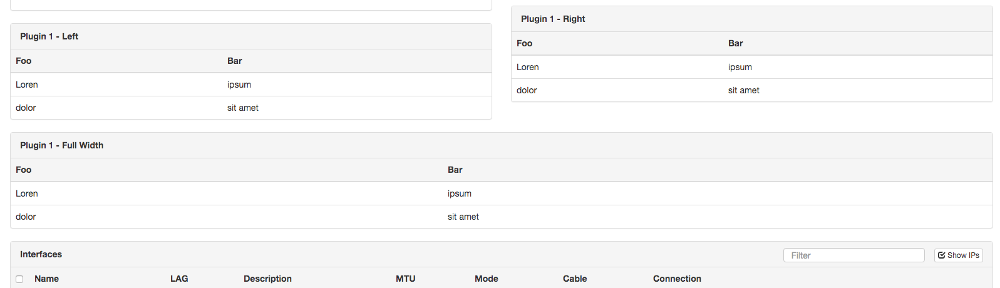 Plugin 1 - Left
Foo Bar
Loren ipsum
dolor sit amet
Plugin 1 - Right
Foo Bar
Loren ipsum
dolor sit amet
Plugin 1 - Full Width
Foo Bar
Loren ipsum
dolor sit amet
Interfaces Filter Show IPs
Name LAG Description MTU Mode Cable Connection